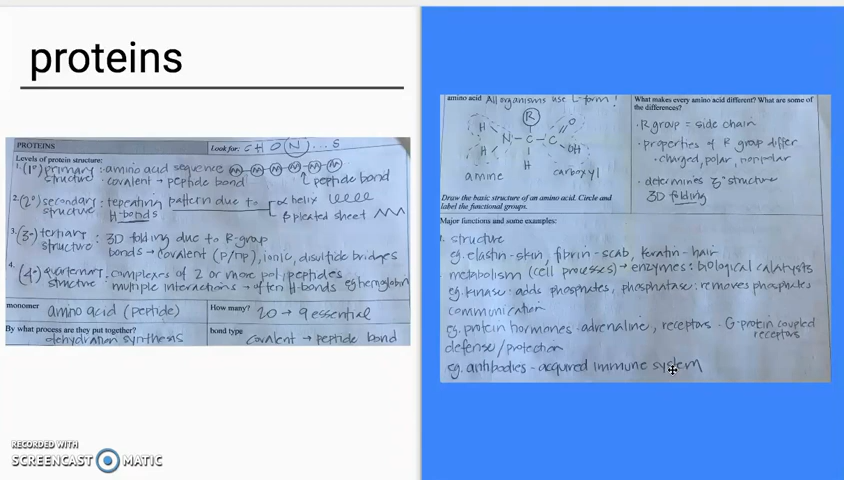 proteins
PROTEINS
Look for: C H O (N) ... S
Levels of protein structure:
1. (1°) primary structure : amino acid sequence
• covalent → peptide bond
peptide bond
2. (2°) secondary structure : repeating pattern due to H-bonds
α helix
β pleated sheet
3. (3°) tertiary structure : 3D folding due to R-group
bonds → covalent (P/np), ionic, disulfide bridges
4. (4°) structure : complexes of 2 or more polypeptides
multiple interactions → often H-bonds eg hemoglobin
monomer amino acid (peptide)
How many? 20 → 9 essential
By what process are they put together? dehydration synthesis
bond type covalent → peptide bond
RECORDED WITH
SCREENCAST MATIC
amino acid All organisms use L-form!
R
H
N - C - C
O
H
OH
H
amine
carboxyl
Draw the basic structure of an amino acid. Circle and
label the functional groups.
What makes every amino acid different? What are some of
the differences?
• R group = side chain
• properties of R group differ
• charged, polar, nonpolar
• determines 3° structure
3D folding
Major functions and some examples:
1. structure
eg. elastin - skin, fibrin - scab, keratin - hair
metabolism (cell processes) → enzymes: biological catalysts
eg. kinase: adds phosphates, phosphatase: removes phosphates
communication
eg. protein hormones - adrenaline, receptors - G-protein coupled
receptors
defense/protection
eg. antibodies - acquired immune system